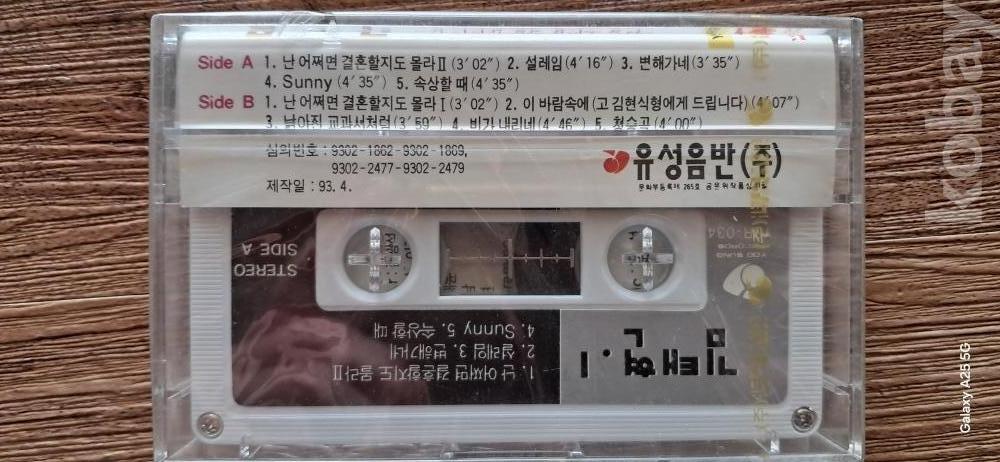 Side A 1. 난 어쩌면 결혼할지도 몰라Ⅱ(3'02") 2. 설레임(4'16") 3. 변해가네(3'35")
4. Sunny(4'35") 5. 속상할 때(4'35")
Side B 1. 난 어쩌면 결혼할지도 몰라Ⅰ(3'02") 2. 이 바람속에(고 김현식형에게 드립니다)(4'07")
3. 낡아진 교과서처럼(3'59") 4. 비가 내리네(4'46") 5. 청승곡(4'00")
심의번호 : 9302-1862-9302-1869,
9302-2477-9302-2479
제작일 : 93. 4.
유성음반(주)
STEREO
SIDE A
1. 난 어쩌면 결혼할지도 몰라Ⅱ
2. 설레임 3. 변해가네
4. Sunny 5. 속상할 때
kobay
Galaxy A25 5G